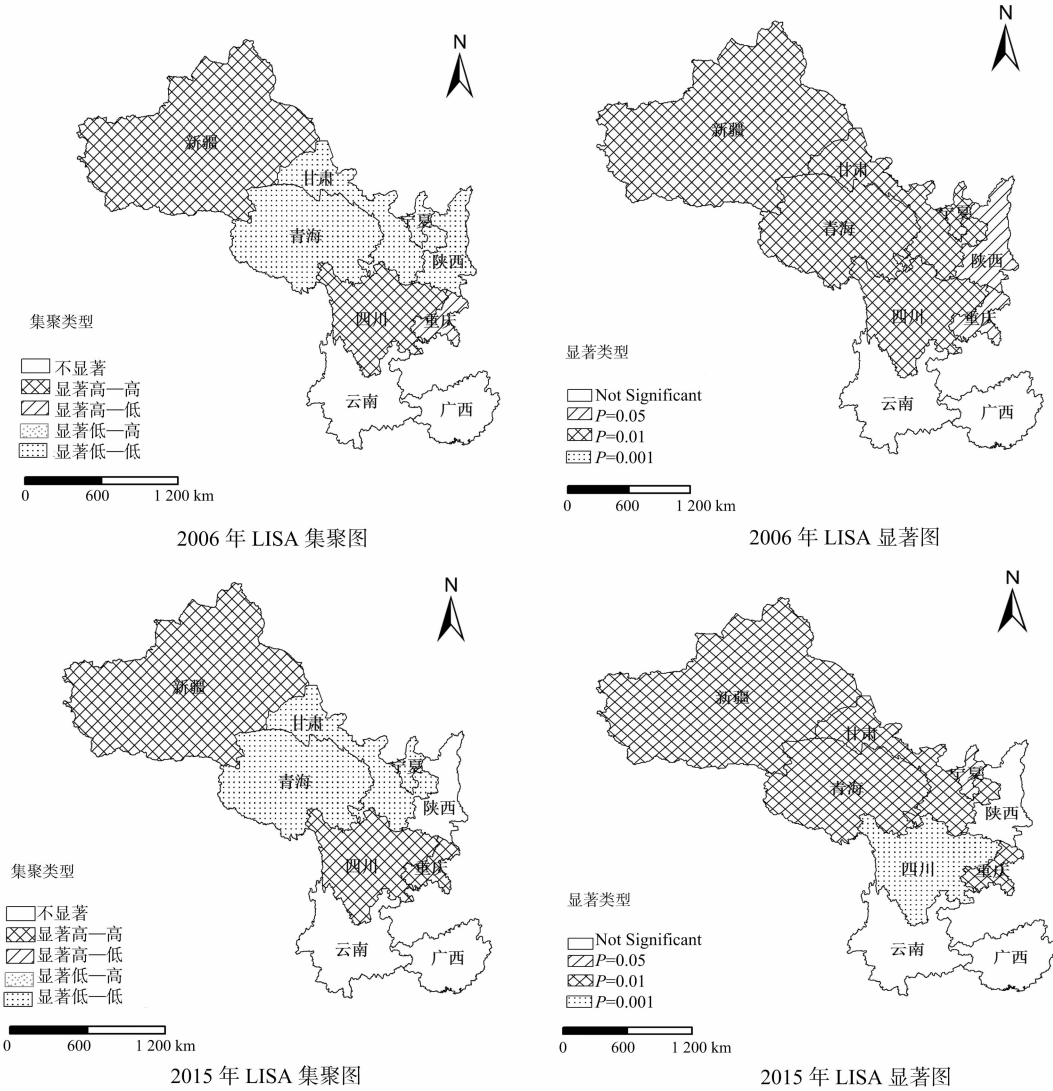 N
新疆
甘肃
青海
宁夏
陕西
四川
重庆
云南
广西
集聚类型
不显著
显著高—高
显著高—低
显著低—高
显著低—低
0 600 1 200 km
2006 年 LISA 集聚图
N
新疆
甘肃
青海
宁夏
陕西
四川
重庆
云南
广西
显著类型
Not Significant
P=0.05
P=0.01
P=0.001
0 600 1 200 km
2006 年 LISA 显著图
N
新疆
甘肃
青海
宁夏
陕西
四川
重庆
云南
广西
集聚类型
不显著
显著高—高
显著高—低
显著低—高
显著低—低
0 600 1 200 km
2015 年 LISA 集聚图
N
新疆
甘肃
青海
宁夏
陕西
四川
重庆
云南
广西
显著类型
Not Significant
P=0.05
P=0.01
P=0.001
0 600 1 200 km
2015 年 LISA 显著图